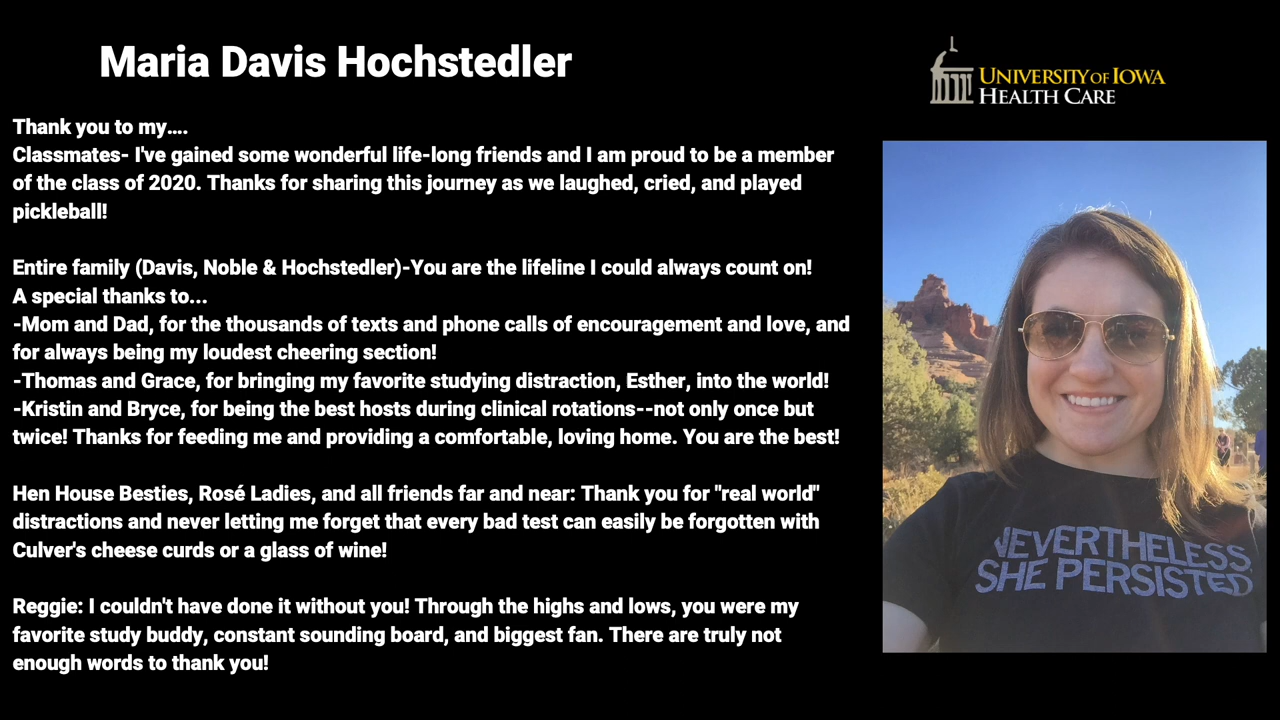 Maria Davis Hochstedler
UNIVERSITY OF IOWA
HEALTH CARE
Thank you to my....
Classmates- I've gained some wonderful life-long friends and I am proud to be a member
of the class of 2020. Thanks for sharing this journey as we laughed, cried, and played
pickleball!
Entire family (Davis, Noble & Hochstedler)-You are the lifeline I could always count on!
A special thanks to...
-Mom and Dad, for the thousands of texts and phone calls of encouragement and love, and
for always being my loudest cheering section!
-Thomas and Grace, for bringing my favorite studying distraction, Esther, into the world!
-Kristin and Bryce, for being the best hosts during clinical rotations--not only once but
twice! Thanks for feeding me and providing a comfortable, loving home. You are the best!
Hen House Besties, Rosé Ladies, and all friends far and near: Thank you for "real world"
distractions and never letting me forget that every bad test can easily be forgotten with
Culver's cheese curds or a glass of wine!
Reggie: I couldn't have done it without you! Through the highs and lows, you were my
favorite study buddy, constant sounding board, and biggest fan. There are truly not
enough words to thank you!
NEVERTHELESS,
SHE PERSISTED